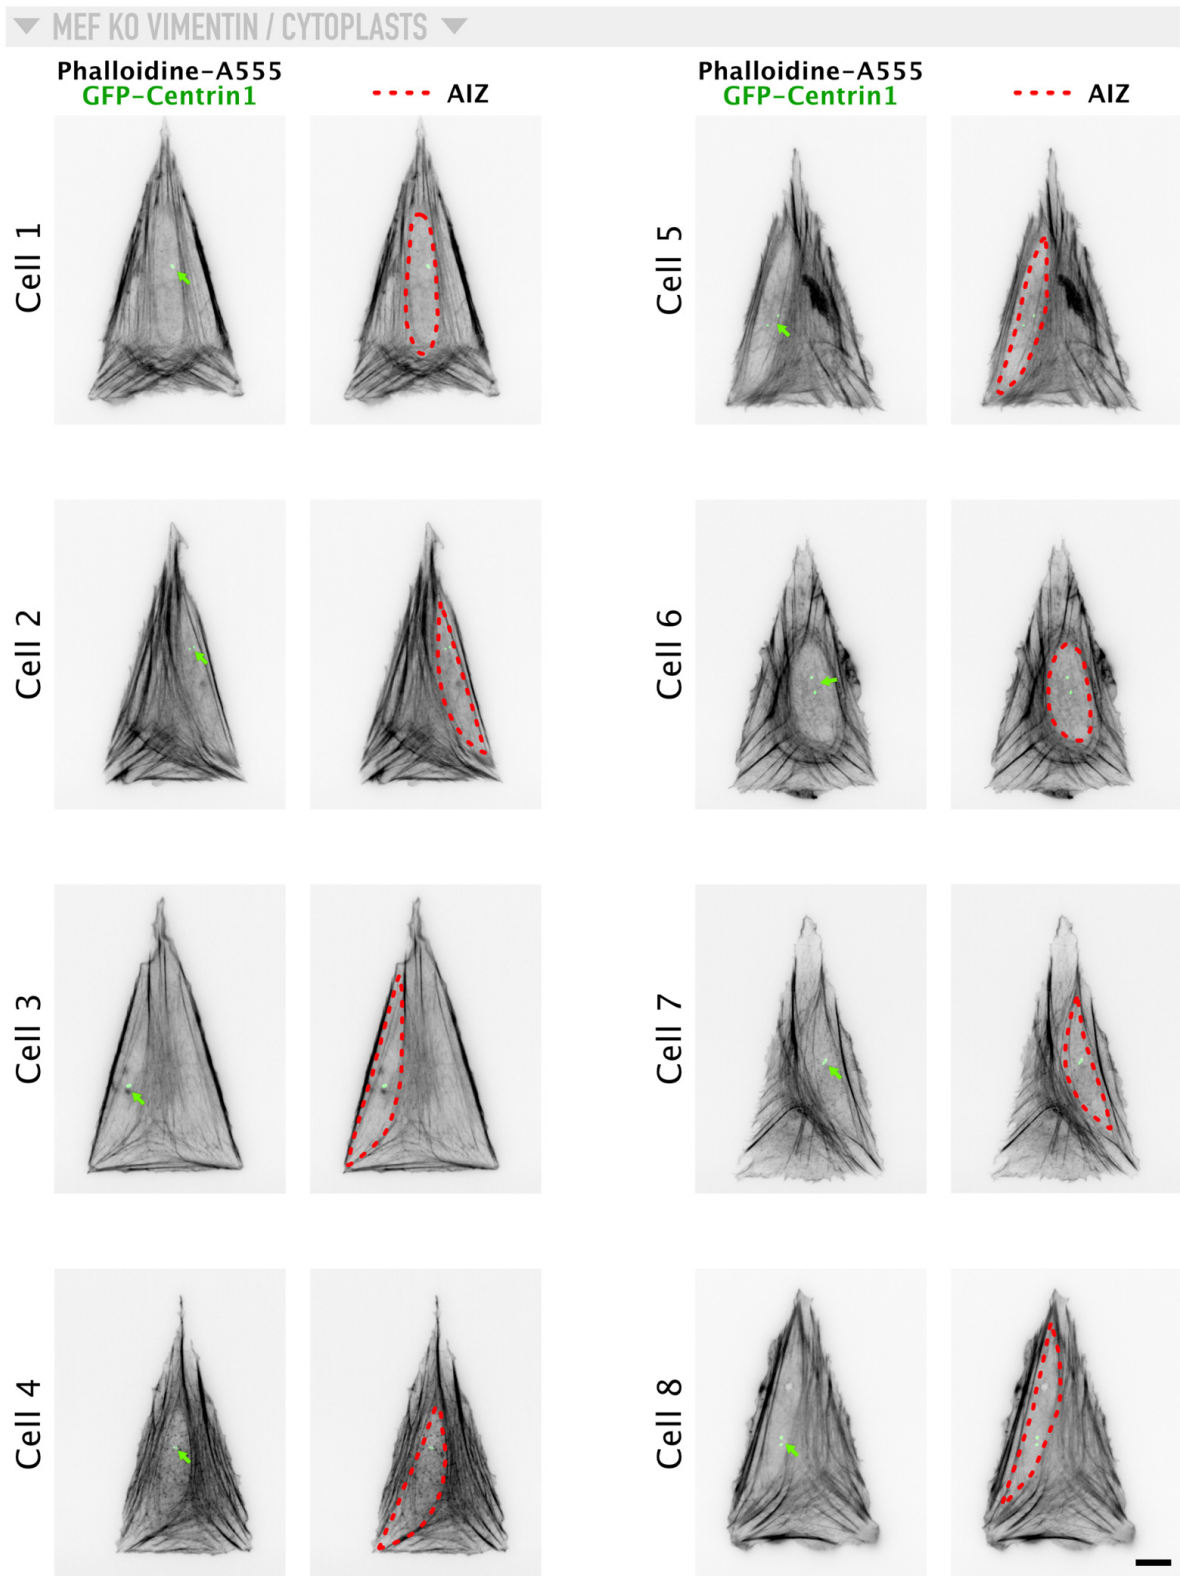 MEF KO VIMENTIN / CYTOPLASTS
Phalloidine-A555
GFP-Centrin1
AIZ
Phalloidine-A555
GFP-Centrin1
AIZ
Cell 1
Cell 5
Cell 2
Cell 6
Cell 3
Cell 7
Cell 4
Cell 8